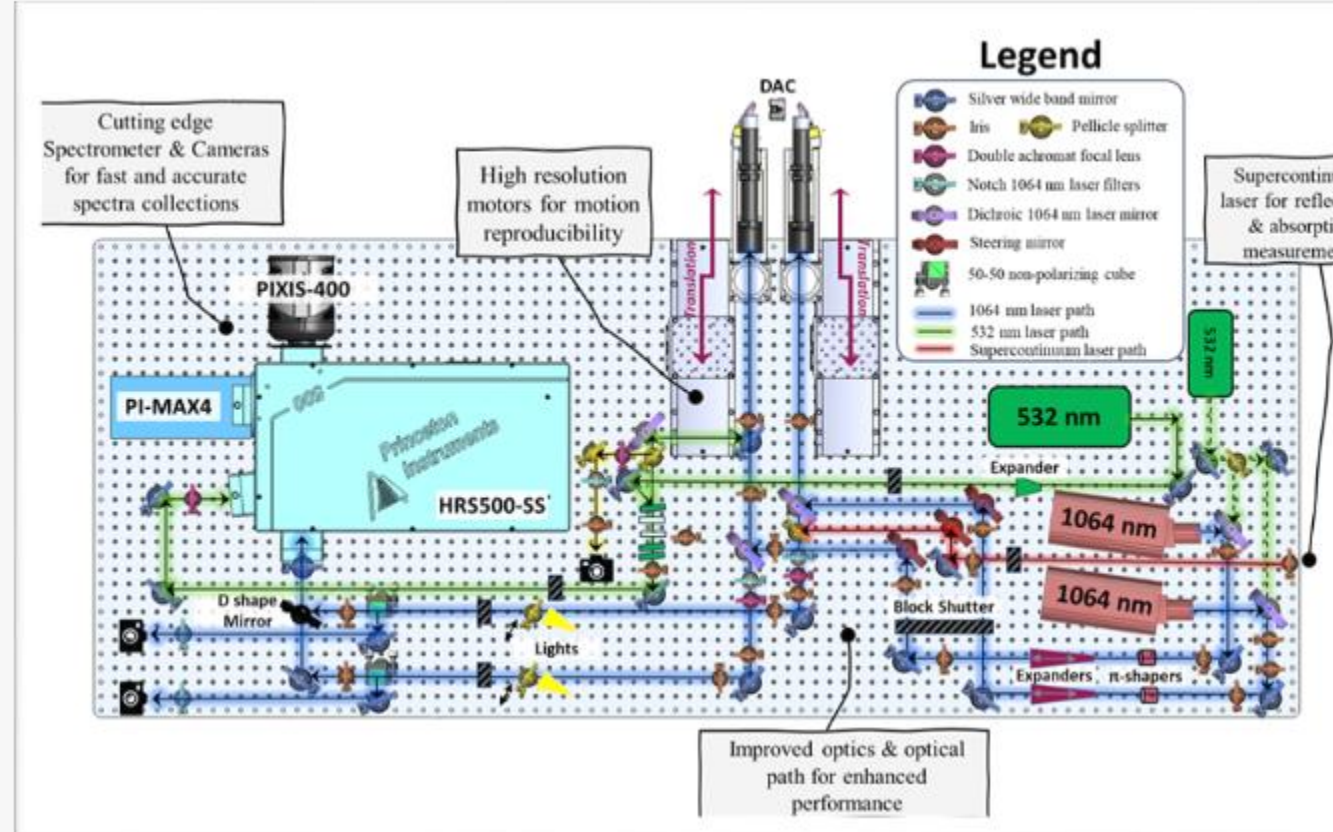 Legend
DAC
Silver wide band mirror
Iris
Pellicle splitter
Double achromat focal lens
Notch 1064 nm laser filters
Dichroic 1064 nm laser mirror
Steering mirror
50-50 non-polarizing cube
1064 nm laser path
532 nm laser path
Supercontinuum laser path
Cutting edge
Spectrometer & Cameras
for fast and accurate
spectra collections
High resolution
motors for motion
reproducibility
laser for
& 
Translation
Translation
PIXIS-400
PI-MAX4
500
Princeton
Instruments
HRS500-SS
532 nm
532 nm
Expander
1064 nm
1064 nm
D shape
Mirror
Lights
Block Shutter
Expanders
π-shapers
Improved optics & optical
path for enhanced
performance